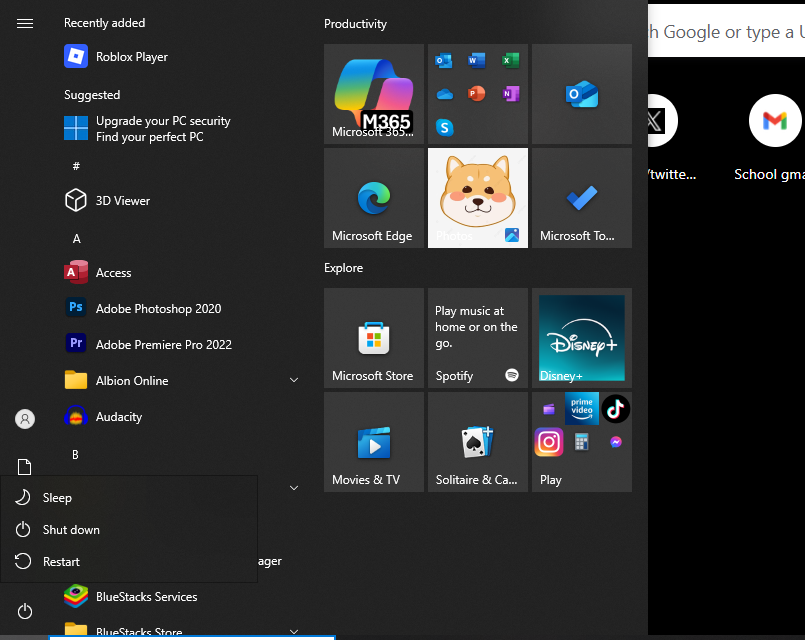 Recently added
Roblox Player
Suggested
Upgrade your PC security
Find your perfect PC
#
3D Viewer
A
A
Access
Ps
Adobe Photoshop 2020
Pr
Adobe Premiere Pro 2022
Albion Online
Audacity
B
Sleep
Shut down
Restart
ager
BlueStacks Services
BlueStacks Store
Productivity
M365
Microsoft 365...
O
W
X
P
N
S
O
Microsoft Edge
Photos
Microsoft To...
Explore
Microsoft Store
Play music at
home or on the
go.
Spotify
Disney+
Disney+
Movies & TV
Solitaire & Ca...
prime
video
Play
h Google or type a U
X
/twitte...
School gma